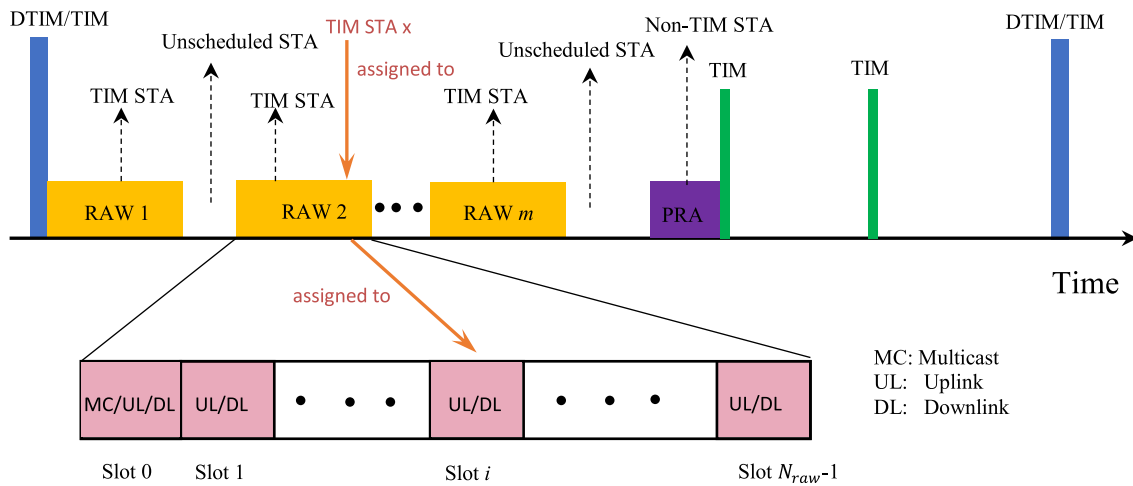 DTIM/TIM
TIM STA x
Non-TIM STA
DTIM/TIM
Unscheduled STA
Unscheduled STA
assigned to
TIM
TIM
TIM STA
TIM STA
TIM STA
RAW 1
RAW 2
RAW m
PRA
Time
assigned to
MC: Multicast
UL: Uplink
DL: Downlink
MC/UL/DL
UL/DL
UL/DL
UL/DL
Slot 0
Slot 1
Slot i
Slot N_{raw}-1